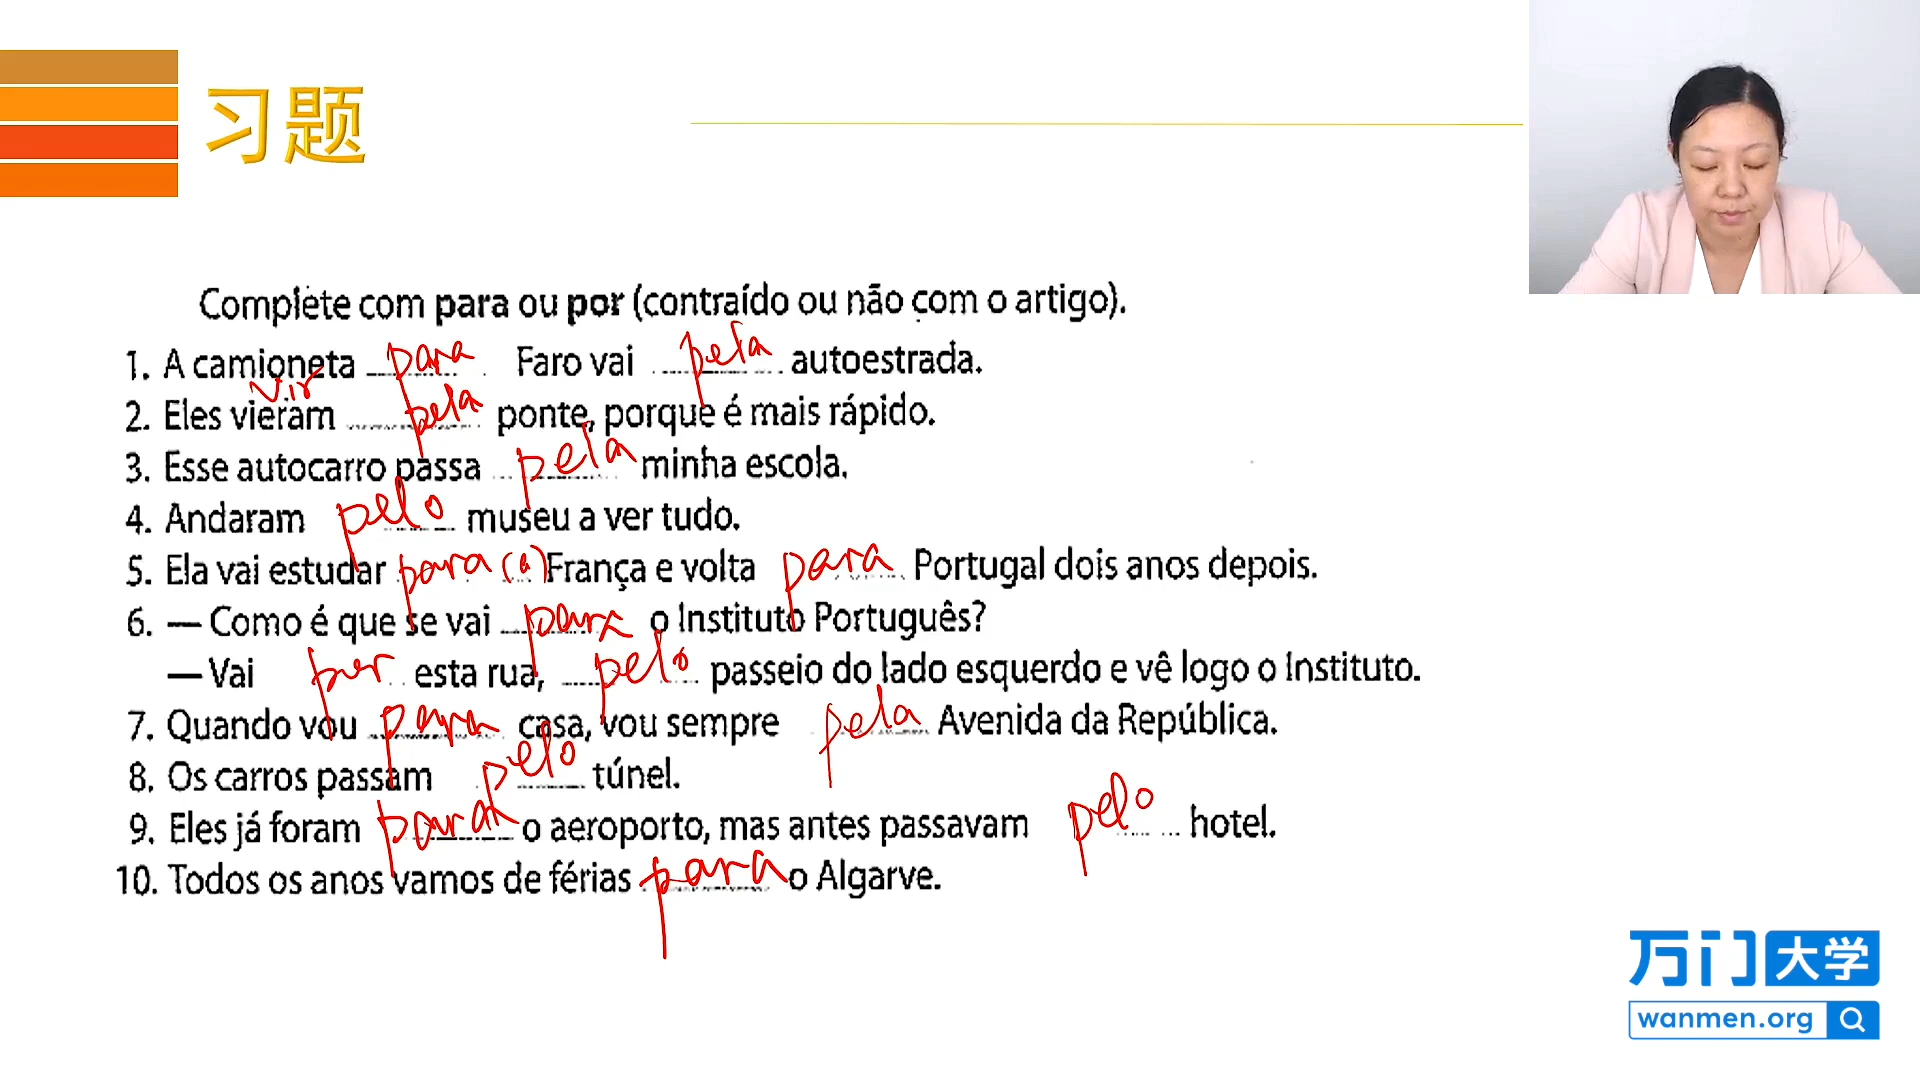 习题
Complete com para ou por (contraído ou não com o artigo).
1. A camioneta para Faro vai pela autoestrada.
vir
2. Eles vieram pela ponte, porque é mais rápido.
3. Esse autocarro passa pela minha escola.
4. Andaram pelo museu a ver tudo.
5. Ela vai estudar para (a) França e volta para Portugal dois anos depois.
6. — Como é que se vai para o Instituto Português?
— Vai por esta rua, pelo passeio do lado esquerdo e vê logo o Instituto.
7. Quando vou para casa, vou sempre pela Avenida da República.
8. Os carros passam pelo túnel.
9. Eles já foram para o aeroporto, mas antes passavam pelo hotel.
10. Todos os anos vamos de férias para o Algarve.
万门大学
wanmen.org